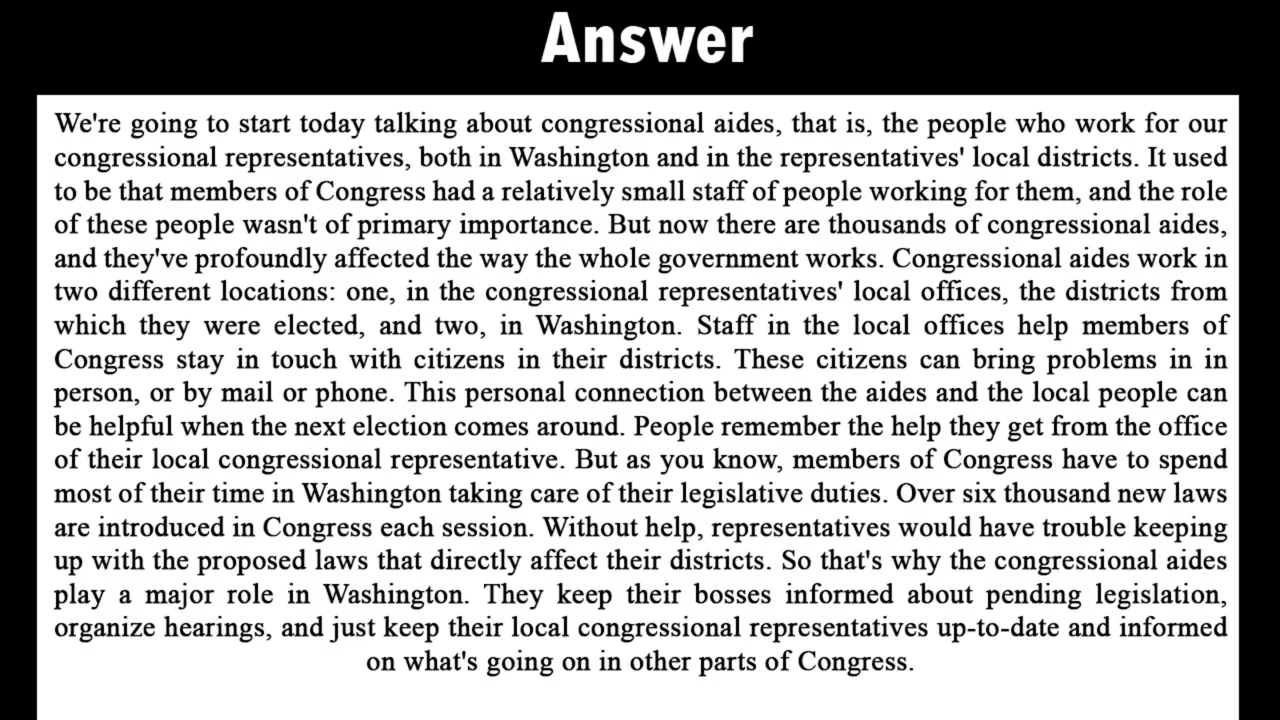 Answer
We're going to start today talking about congressional aides, that is, the people who work for our
congressional representatives, both in Washington and in the representatives' local districts. It used
to be that members of Congress had a relatively small staff of people working for them, and the role
of these people wasn't of primary importance. But now there are thousands of congressional aides,
and they've profoundly affected the way the whole government works. Congressional aides work in
two different locations: one, in the congressional representatives' local offices, the districts from
which they were elected, and two, in Washington. Staff in the local offices help members of
Congress stay in touch with citizens in their districts. These citizens can bring problems in in
person, or by mail or phone. This personal connection between the aides and the local people can
be helpful when the next election comes around. People remember the help they get from the office
of their local congressional representative. But as you know, members of Congress have to spend
most of their time in Washington taking care of their legislative duties. Over six thousand new laws
are introduced in Congress each session. Without help, representatives would have trouble keeping
up with the proposed laws that directly affect their districts. So that's why the congressional aides
play a major role in Washington. They keep their bosses informed about pending legislation,
organize hearings, and just keep their local congressional representatives up-to-date and informed
on what's going on in other parts of Congress.